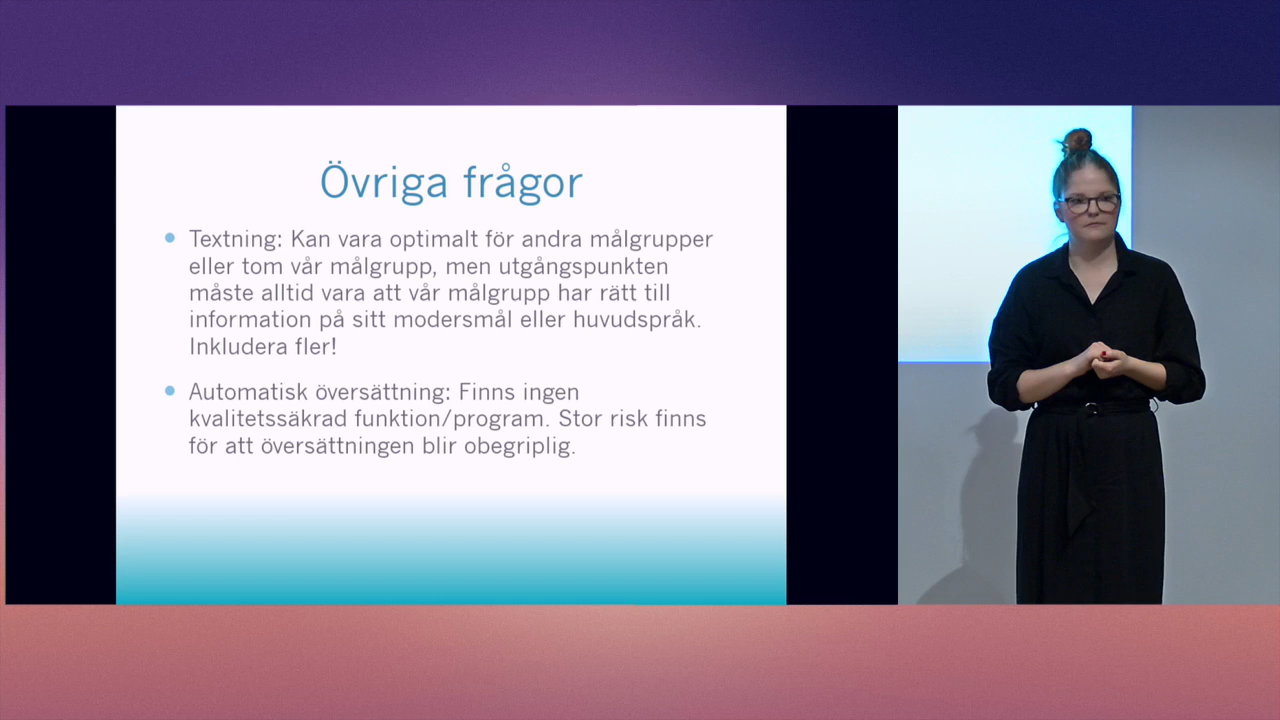 Övriga frågor
Textning: Kan vara optimalt för andra målgrupper
eller tom vår målgrupp, men utgångspunkten
måste alltid vara att vår målgrupp har rätt till
information på sitt modersmål eller huvudspråk.
Inkludera fler!
Automatisk översättning: Finns ingen
kvalitetssäkrad funktion/program. Stor risk finns
för att översättningen blir obegriplig.